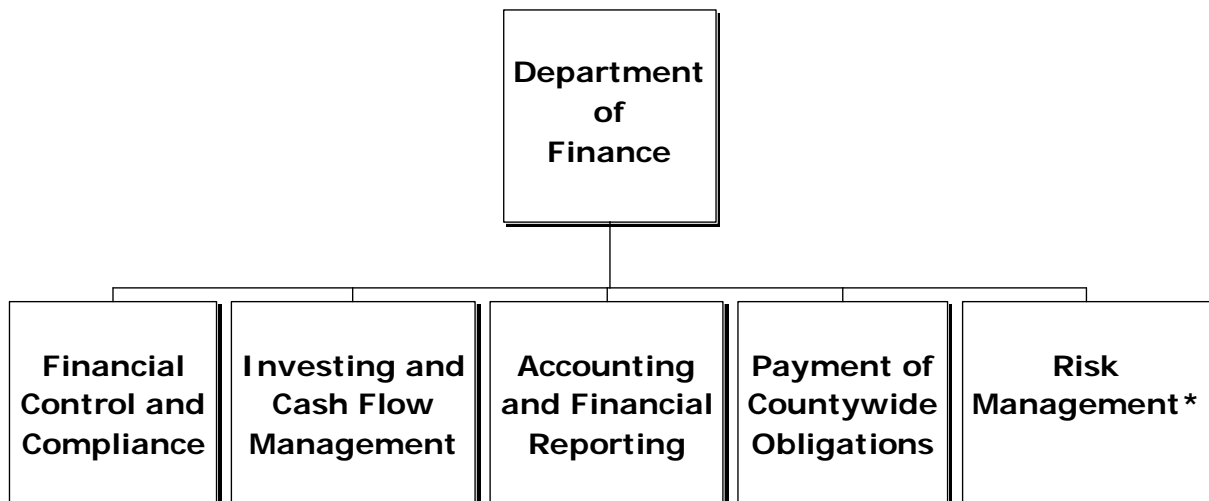 Department
of
Finance
Financial
Control and
Compliance
Investing and
Cash Flow
Management
Accounting
and Financial
Reporting
Payment of
Countywide
Obligations
Risk
Management*